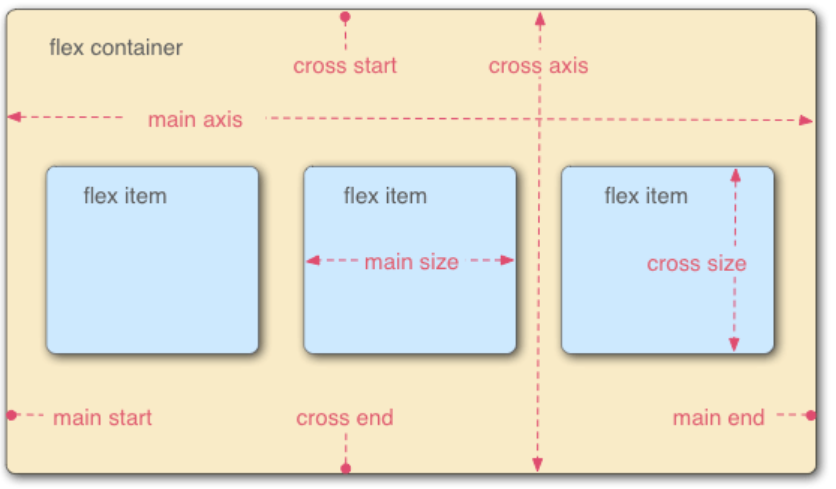 flex container
cross start
cross axis
main axis
flex item
flex item
flex item
main size
cross size
main start
cross end
main end